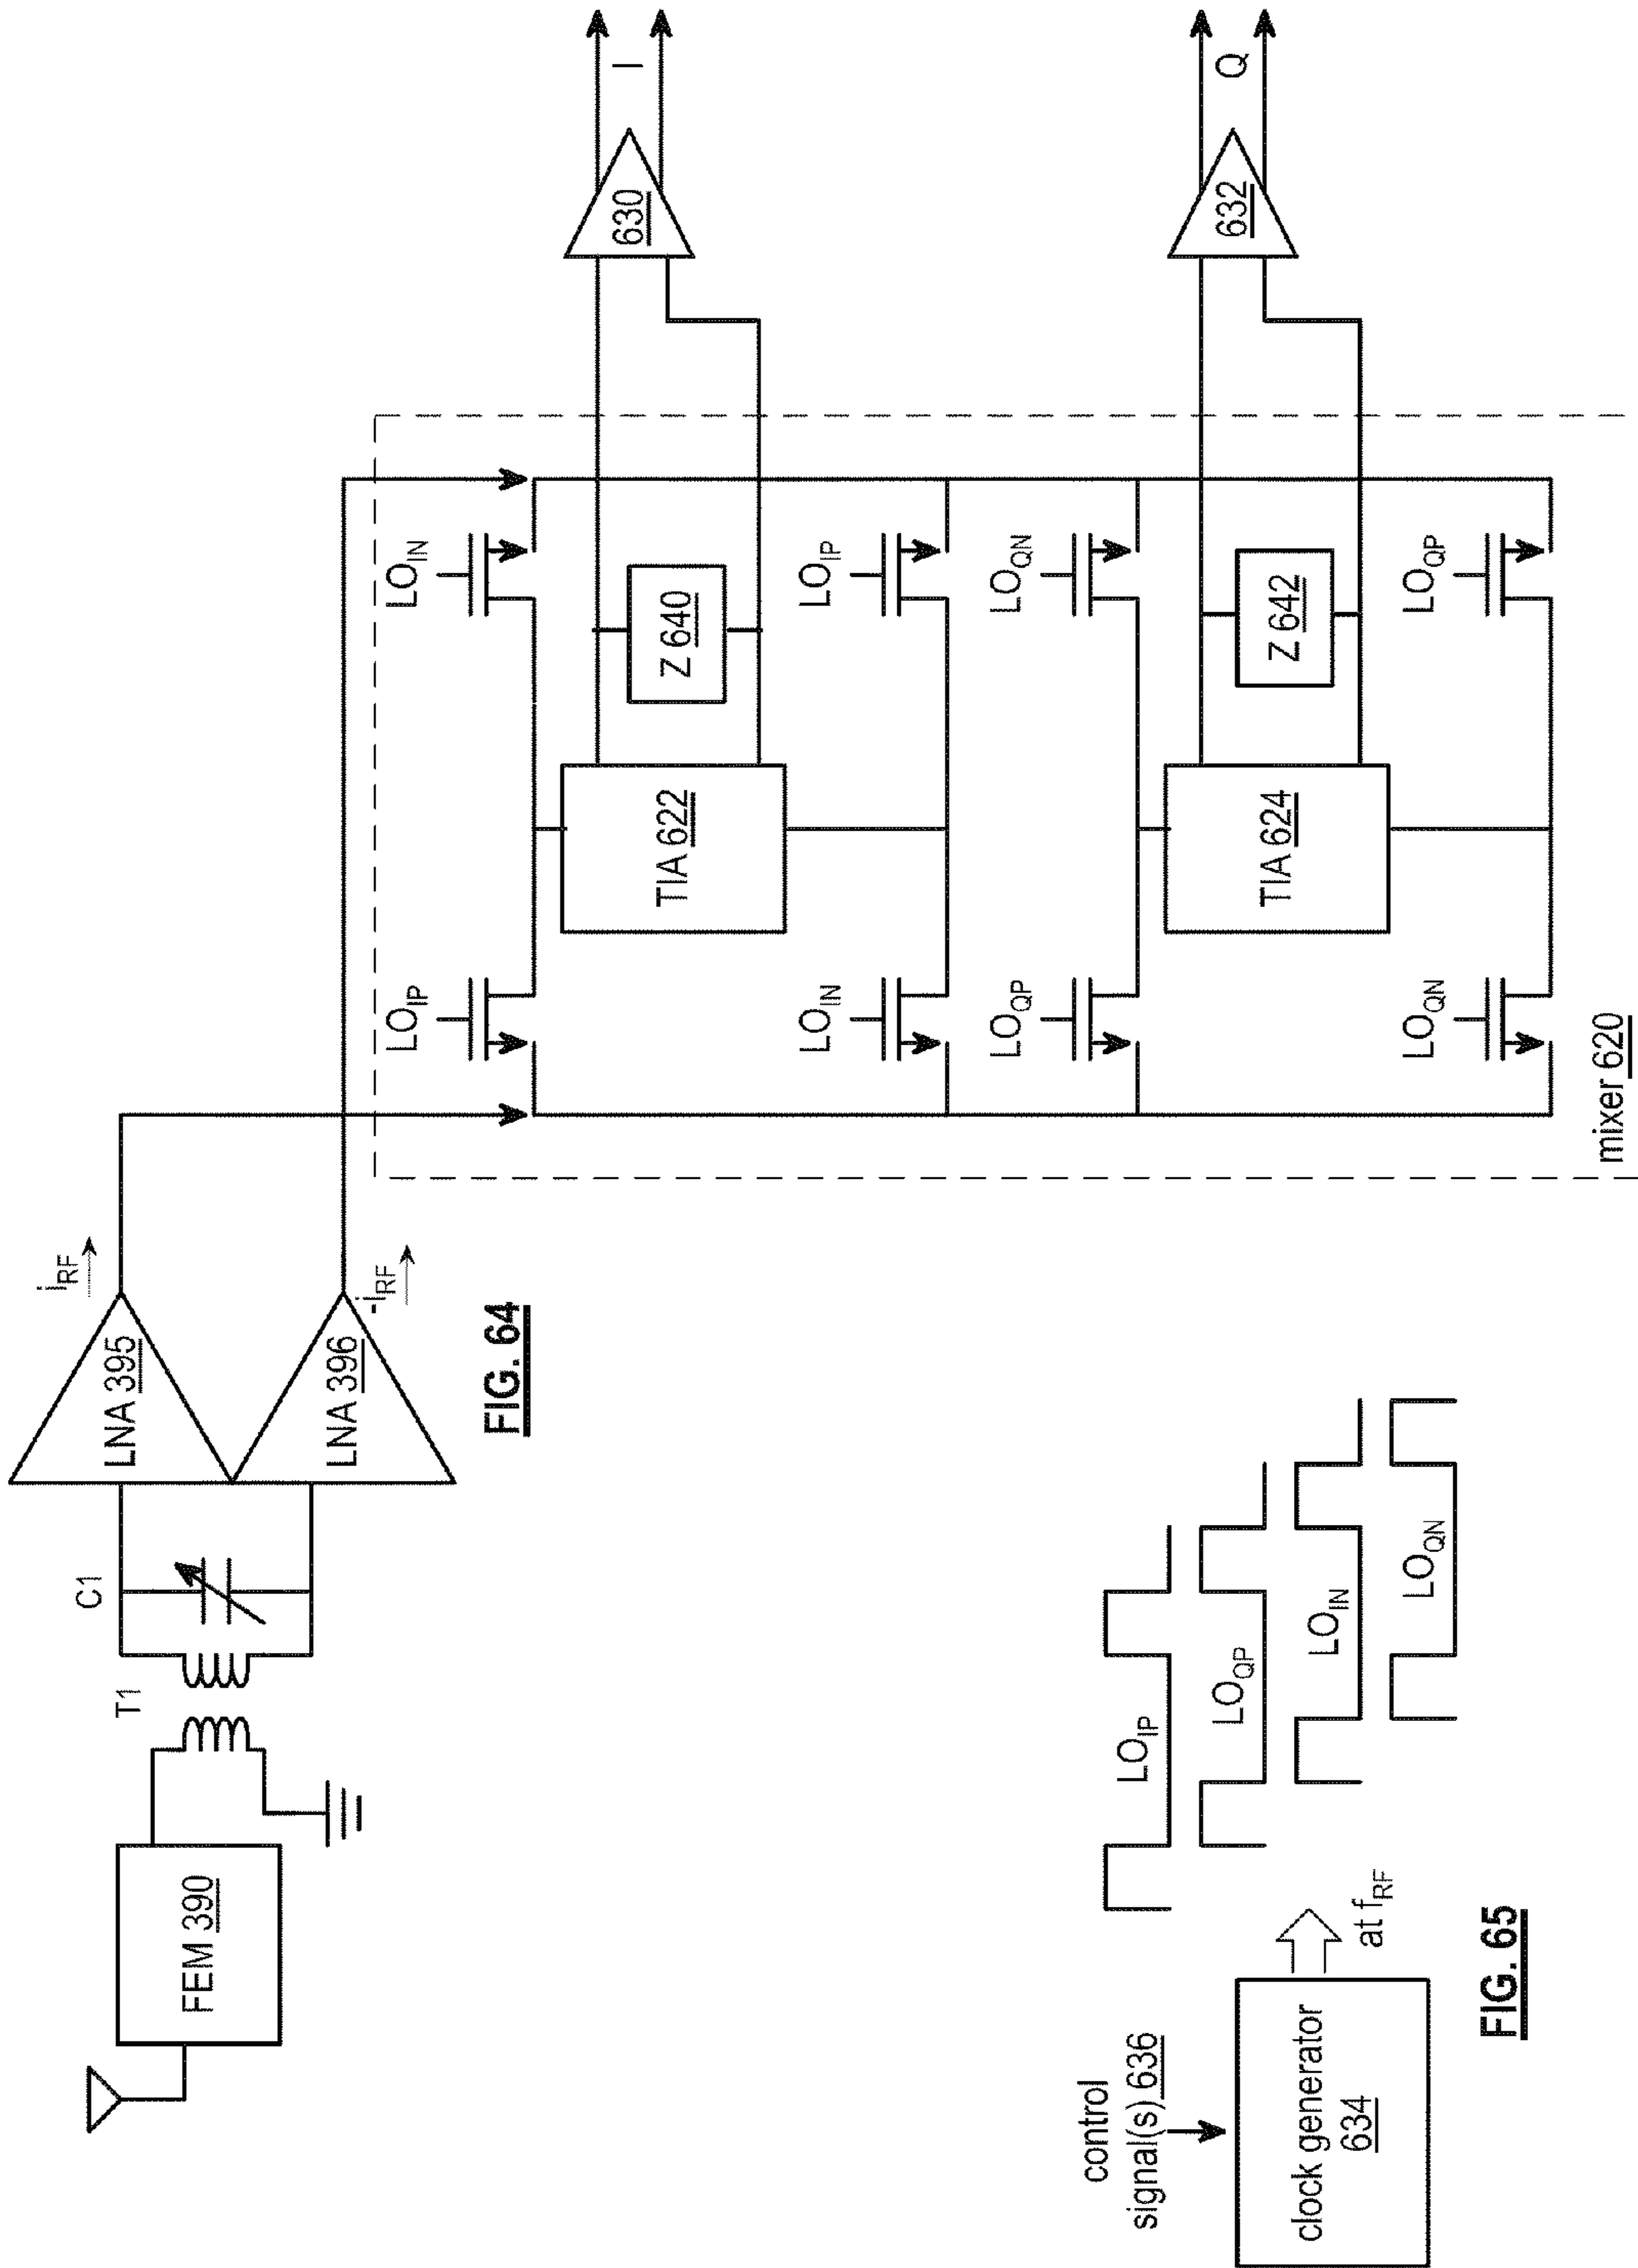 FEM 390
T1
C1
LNA 395
LNA 396
iRF
-iRF
LOIP
LOIN
TIA 622
Z 640
LOIN
LOIP
630
I
LOQP
LOQN
TIA 624
Z 642
LOQN
LOQP
632
Q
mixer 620
FIG. 64
control
signal(s) 636
clock generator
634
at fRF
LOIP
LOQP
LOIN
LOQN
FIG. 65